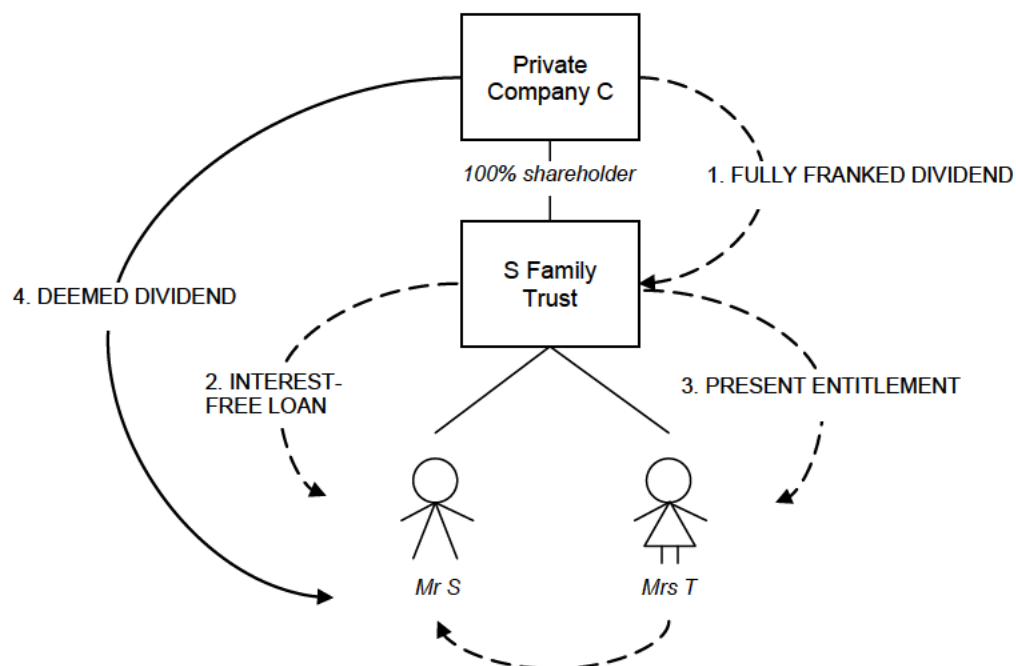 Private
Company C
100% shareholder
1. FULLY FRANKED DIVIDEND
S Family
Trust
4. DEEMED DIVIDEND
2. INTEREST-
FREE LOAN
3. PRESENT ENTITLEMENT
Mr S
Mrs T